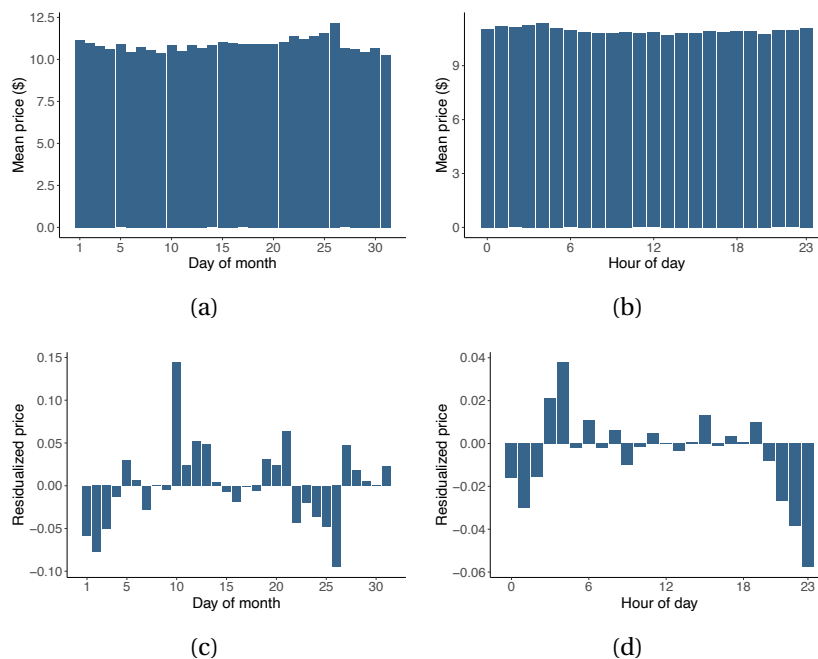 Mean price ($)
12.5
10.0
7.5
5.0
2.5
0.0
1 5 10 15 20 25 30
Day of month
(a)
Mean price ($)
9
6
3
0
0 6 12 18 23
Hour of day
(b)
Residualized price
0.15
0.10
0.05
0.00
−0.05
−0.10
1 5 10 15 20 25 30
Day of month
(c)
Residualized price
0.04
0.02
0.00
−0.02
−0.04
−0.06
0 6 12 18 23
Hour of day
(d)